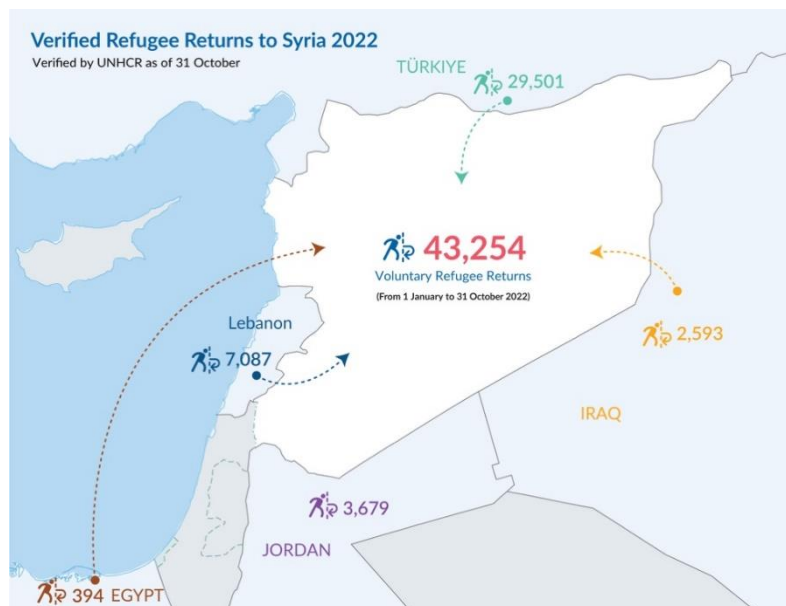 Verified Refugee Returns to Syria 2022
Verified by UNHCR as of 31 October
TÜRKIYE
29,501
43,254
Voluntary Refugee Returns
(From 1 January to 31 October 2022)
Lebanon
7,087
2,593
IRAQ
3,679
JORDAN
394 EGYPT